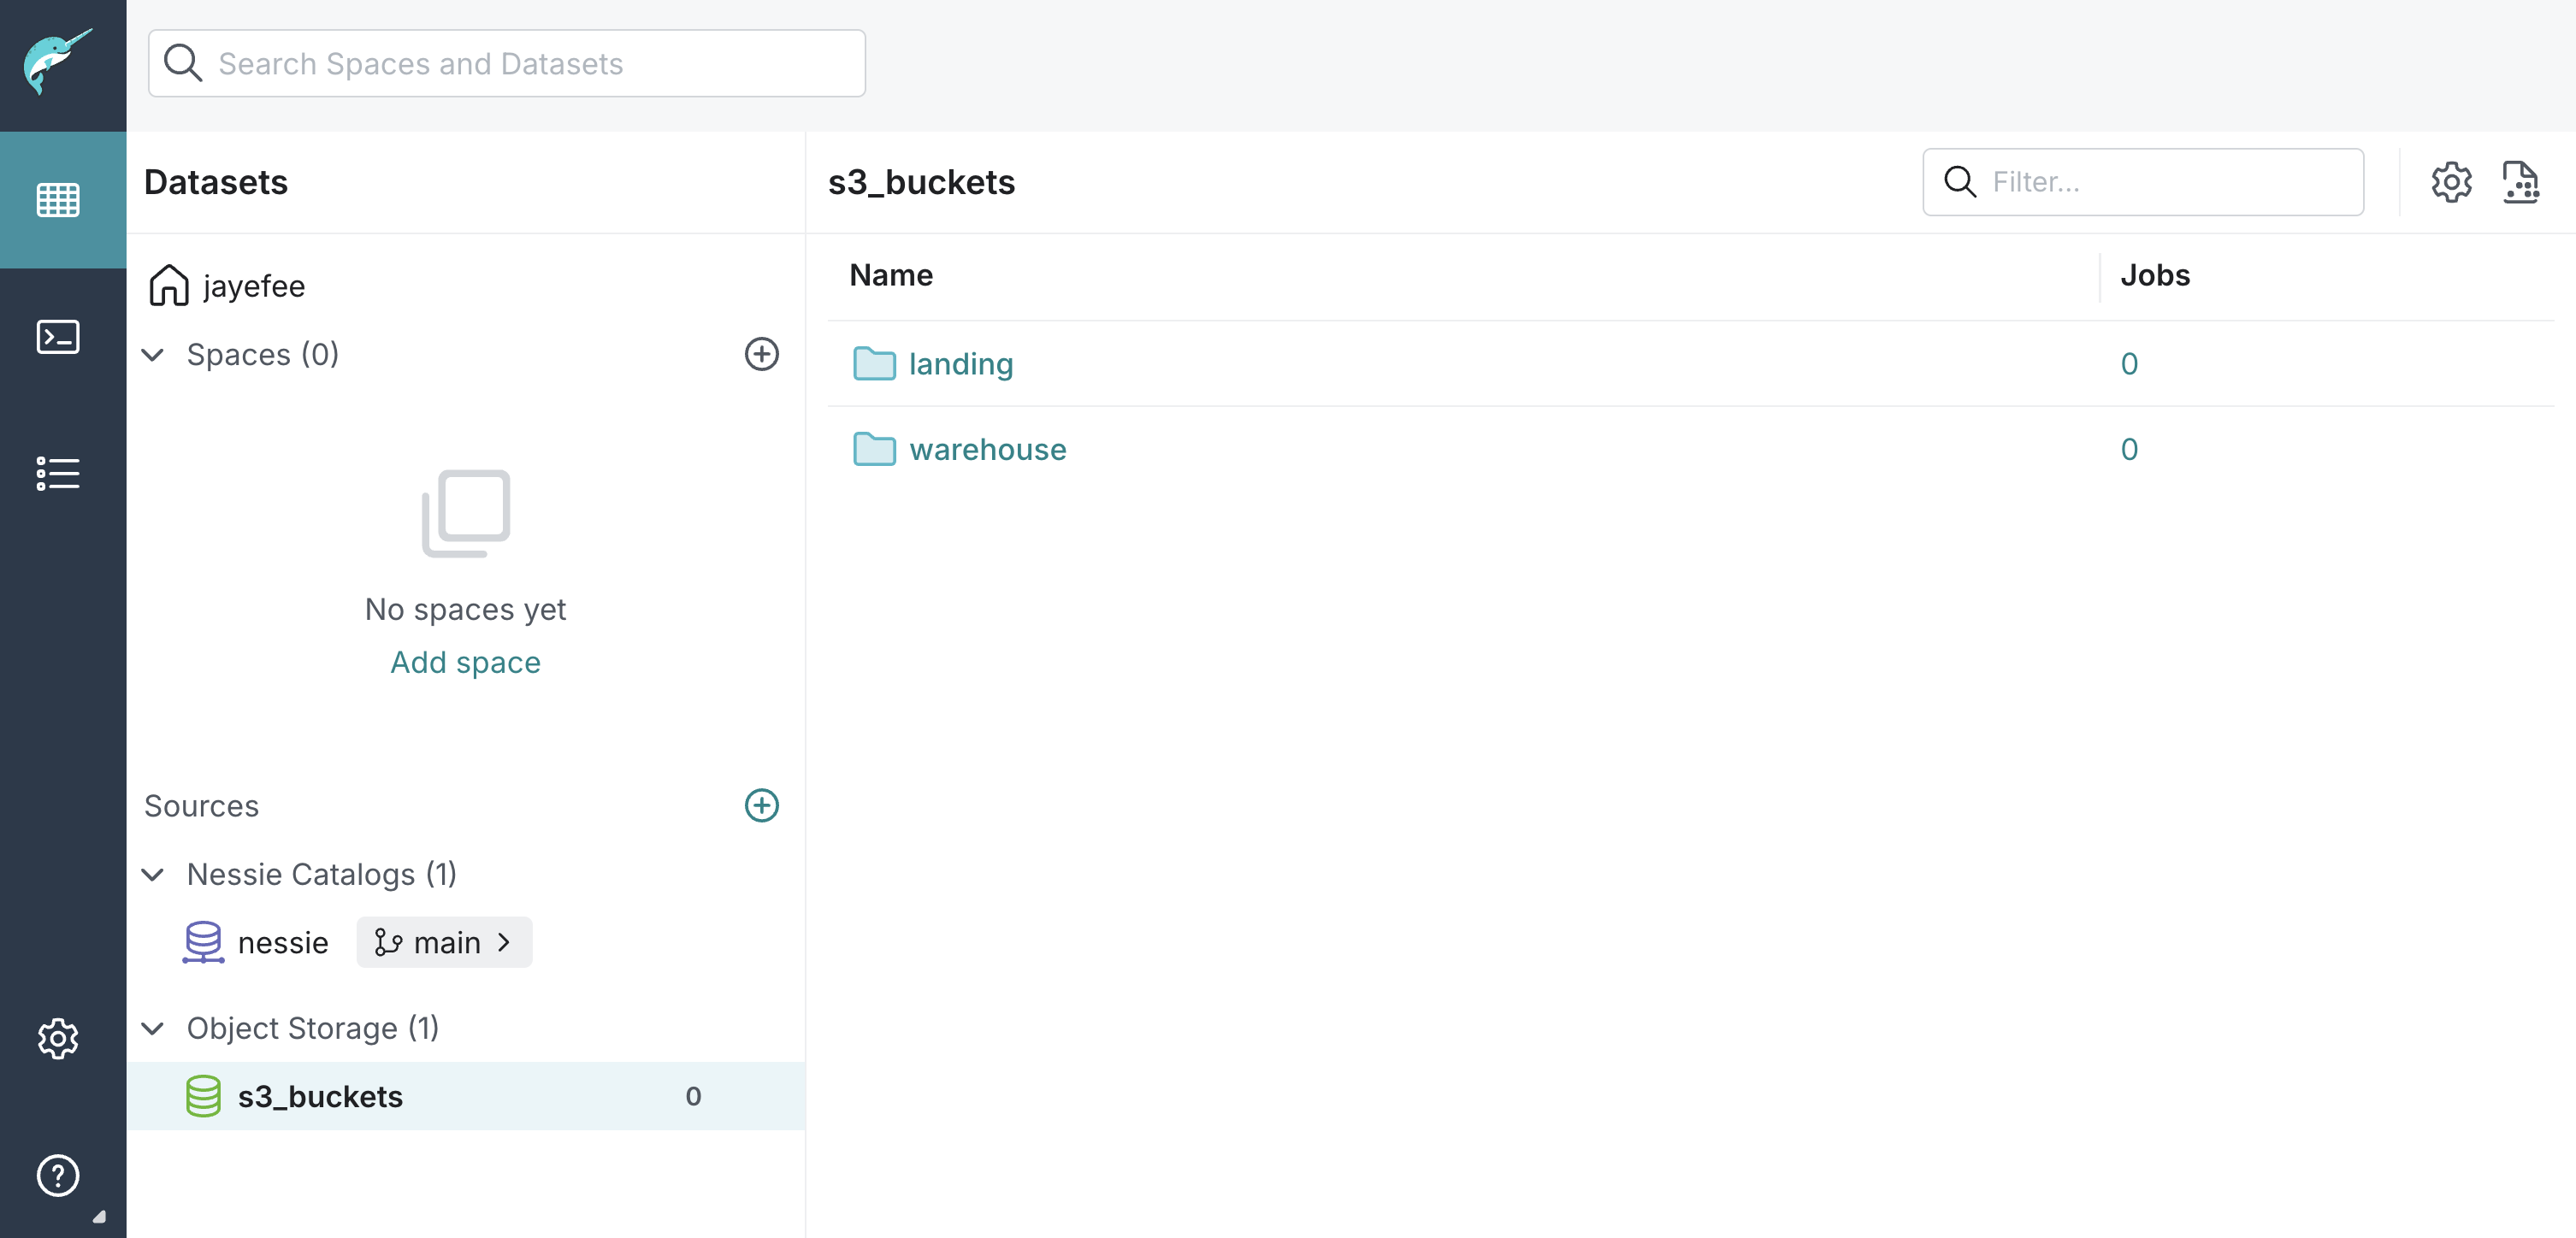 Search Spaces and Datasets
Datasets
jayefee
Spaces (0)
No spaces yet
Add space
Sources
Nessie Catalogs (1)
nessie main
Object Storage (1)
s3_buckets 0
s3_buckets
Filter...
Name Jobs
landing 0
warehouse 0